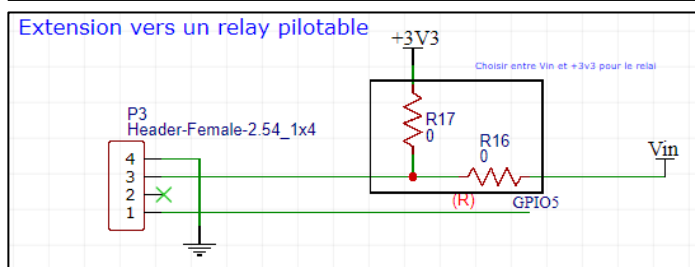 Extension vers un relay pilotable
+3V3
Choisir entre Vin et +3v3 pour le relai
P3
Header-Female-2.54_1x4
R17
0
R16
0
Vin
4
3
2
1
(R)
GPIO5